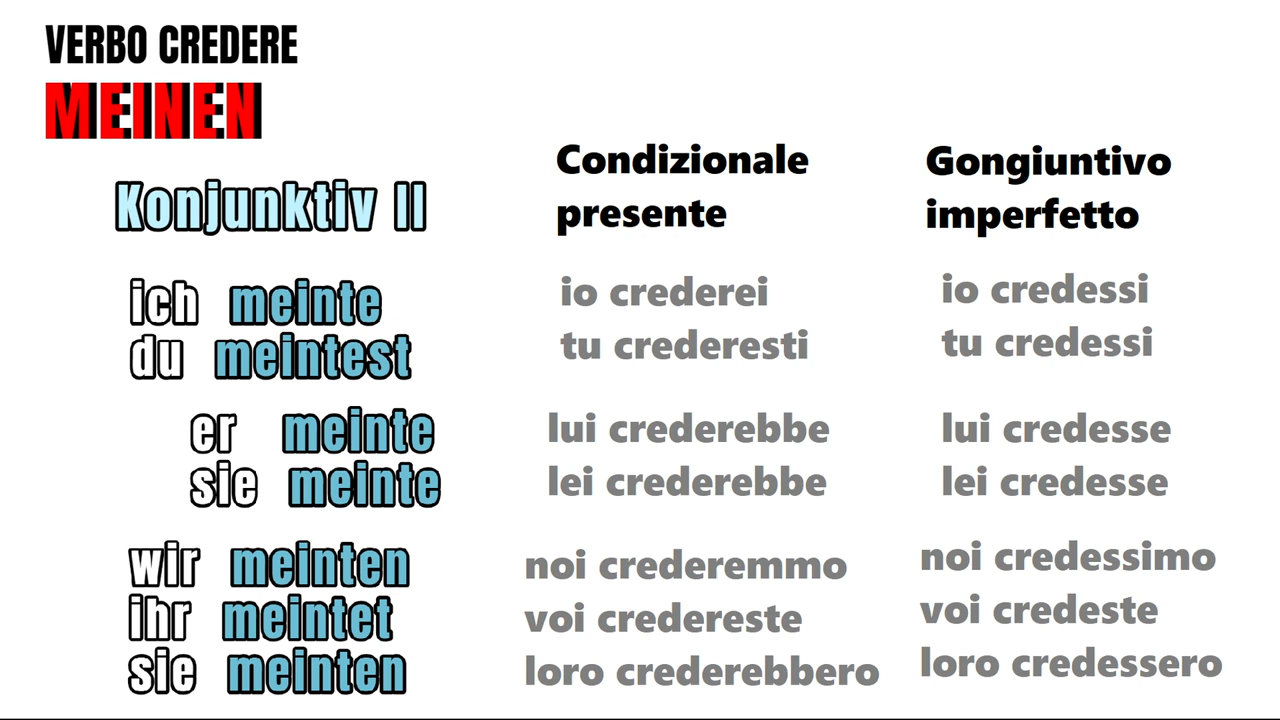 VERBO CREDERE
MEINEN
Konjunktiv II
ich meinte
du meintest
er meinte
sie meinte
wir meinten
ihr meintet
sie meinten
Condizionale
presente
io crederei
tu crederesti
lui crederebbe
lei crederebbe
noi crederemmo
voi credereste
loro crederebbero
Gongiuntivo
imperfetto
io credessi
tu credessi
lui credesse
lei credesse
noi credessimo
voi credeste
loro credessero